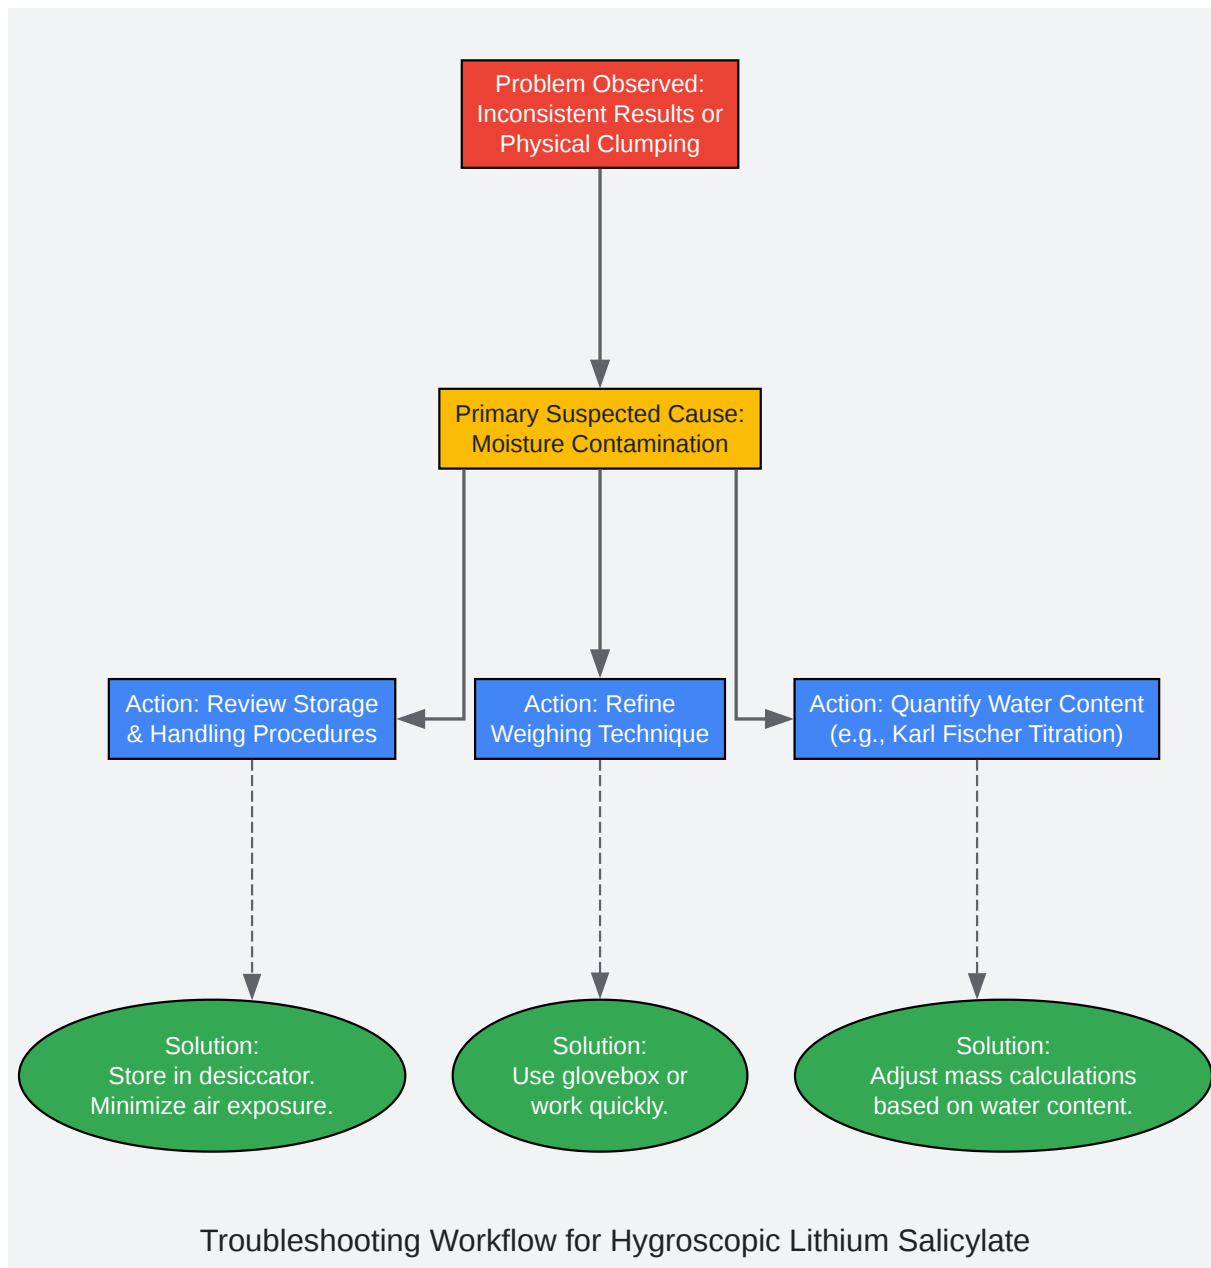 Problem Observed:
Inconsistent Results or
Physical Clumping
Primary Suspected Cause:
Moisture Contamination
Action: Review Storage
& Handling Procedures
Action: Refine
Weighing Technique
Action: Quantify Water Content
(e.g., Karl Fischer Titration)
Solution:
Store in desiccator.
Minimize air exposure.
Solution:
Use glovebox or
work quickly.
Solution:
Adjust mass calculations
based on water content.
Troubleshooting Workflow for Hygroscopic Lithium Salicylate